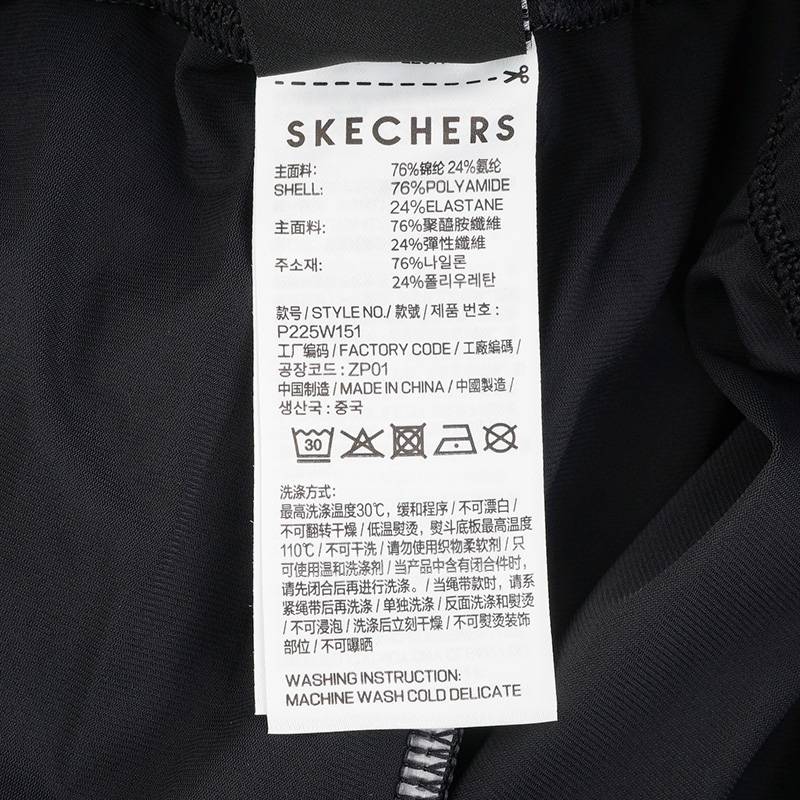 SKECHERS
主面料: 76%锦纶 24%氨纶
SHELL: 76%POLYAMIDE
24%ELASTANE
主面料: 76%聚醯胺纖維
24%彈性纖維
주소재: 76%나일론
24%폴리우레탄
款号 / STYLE NO./ 款號 / 제품 번호 :
P225W151
工厂编码 / FACTORY CODE / 工廠編碼 /
공장코드 : ZP01
中国制造 / MADE IN CHINA / 中國製造 /
생산국 : 중국
30
洗涤方式:
最高洗涤温度30℃, 缓和程序 / 不可漂白 /
不可翻转干燥 / 低温熨烫, 熨斗底板最高温度
110℃ / 不可干洗 / 请勿使用织物柔软剂 / 只
可使用温和洗涤剂 / 当产品中含有闭合件时,
请先闭合后再进行洗涤。/ 当绳带款时, 请系
紧绳带后再洗涤 / 单独洗涤 / 反面洗涤和熨烫
/ 不可浸泡 / 洗涤后立刻干燥 / 不可熨烫装饰
部位 / 不可曝晒
WASHING INSTRUCTION:
MACHINE WASH COLD DELICATE